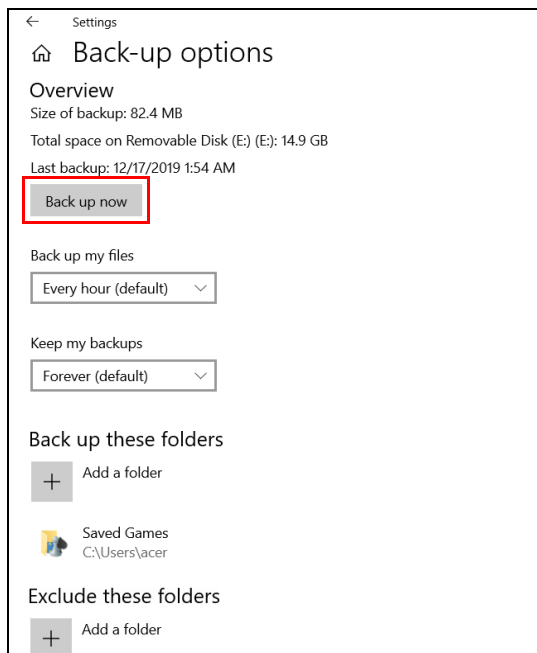 Settings
Back-up options
Overview
Size of backup: 82.4 MB
Total space on Removable Disk (E:) (E:): 14.9 GB
Last backup: 12/17/2019 1:54 AM
Back up now
Back up my files
Every hour (default)
Keep my backups
Forever (default)
Back up these folders
Add a folder
Saved Games
C:\Users\acer
Exclude these folders
Add a folder